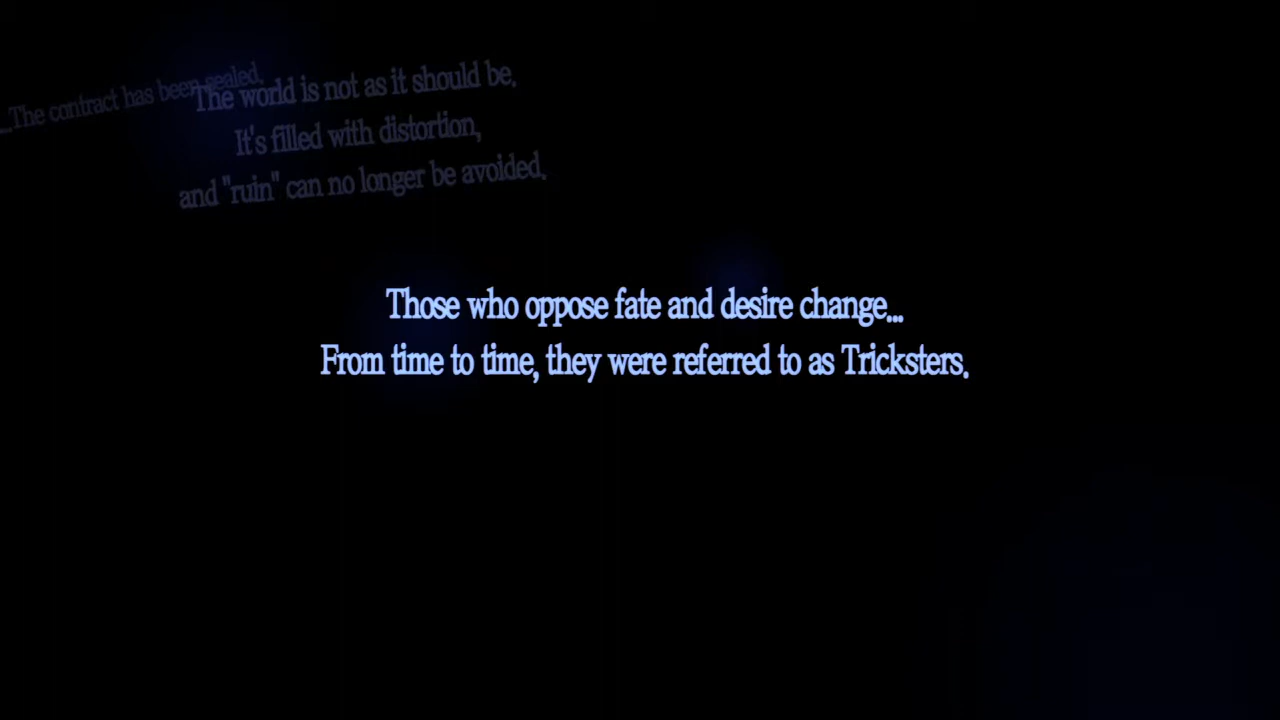 ...The contract has been sealed.
The world is not as it should be.
It's filled with distortion,
and "ruin" can no longer be avoided.
Those who oppose fate and desire change...
From time to time, they were referred to as Tricksters.